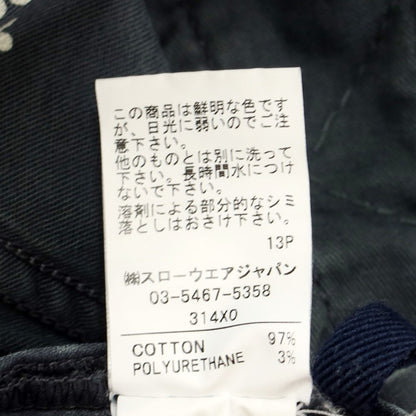 この商品は鮮明な色です
が、日光に弱いのでご注
意下さい。
他のものとは別に洗って
下さい。長時間水につけ
ないで下さい。
溶剤による部分的なシミ
落としはおさけ下さい。
13P
㈱スローウエアジャパン
03-5467-5358
314X0
COTTON 97%
POLYURETHANE 3%